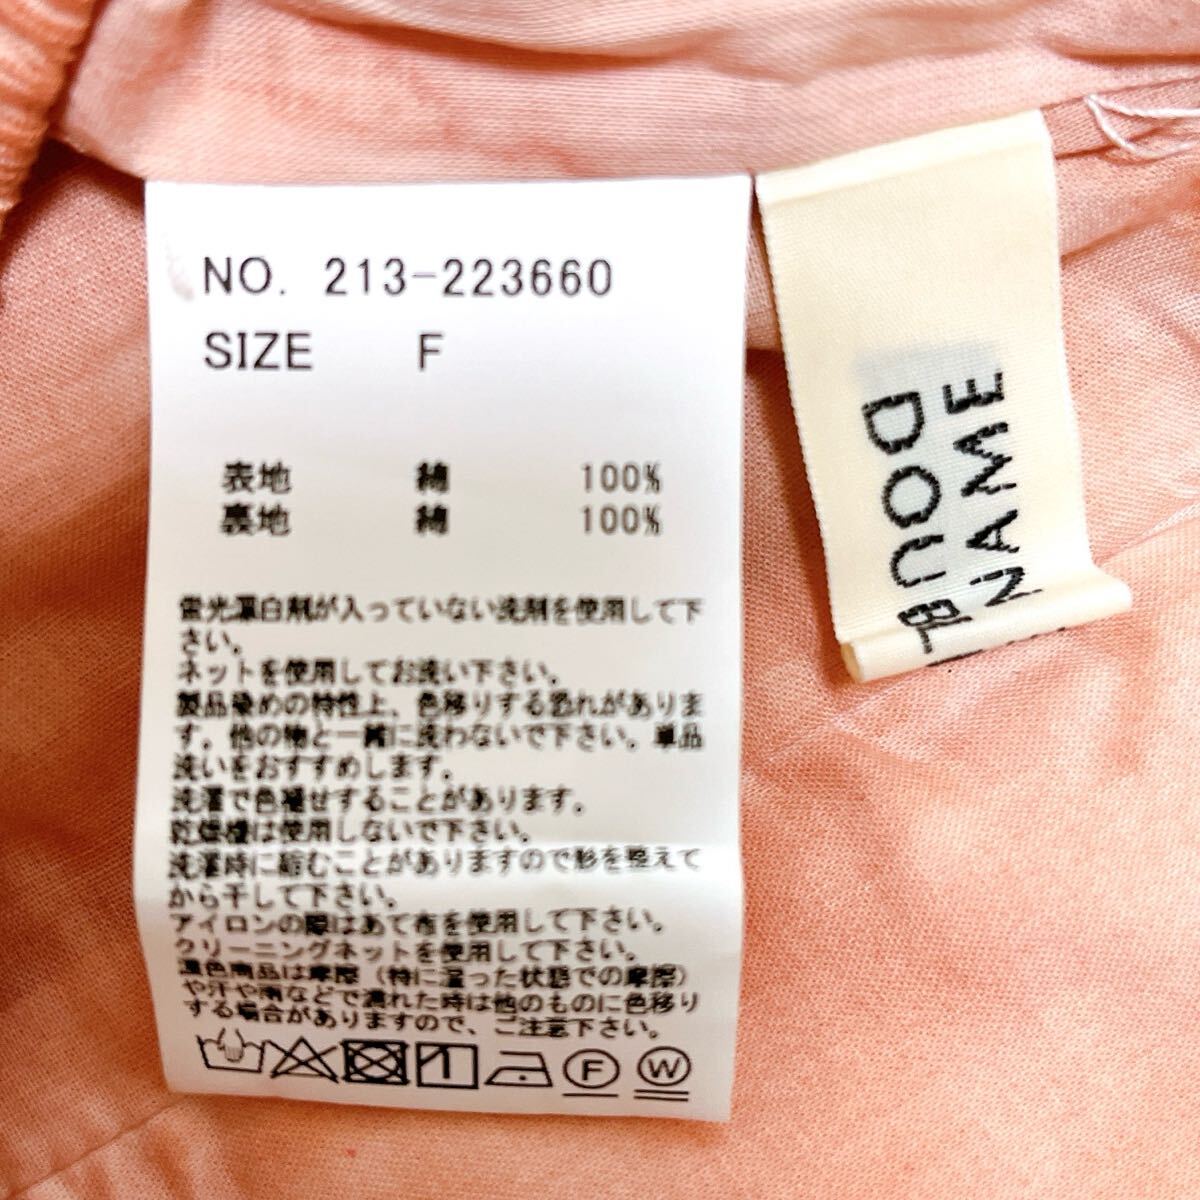 NO. 213-223660
SIZE F
表地 綿 100%
裏地 綿 100%
蛍光漂白剤が入っていない洗剤を使用して下
さい。
ネットを使用してお洗い下さい。
製品染めの特性上、色移りする恐れがありま
す。他の物と一緒に洗わないで下さい。単品
洗いをおすすめします。
洗濯で色褪せすることがあります。
乾燥機は使用しないで下さい。
洗濯時に縮むことがありますので形を整えて
から干して下さい。
アイロンの際はあて布を使用して下さい。
クリーニングネットを使用して下さい。
濃色商品は摩擦（特に湿った状態での摩擦）
や汗や雨などで濡れた時は他のものに色移り
する場合がありますので、ご注意下さい。
F W
DOUBL
NAME